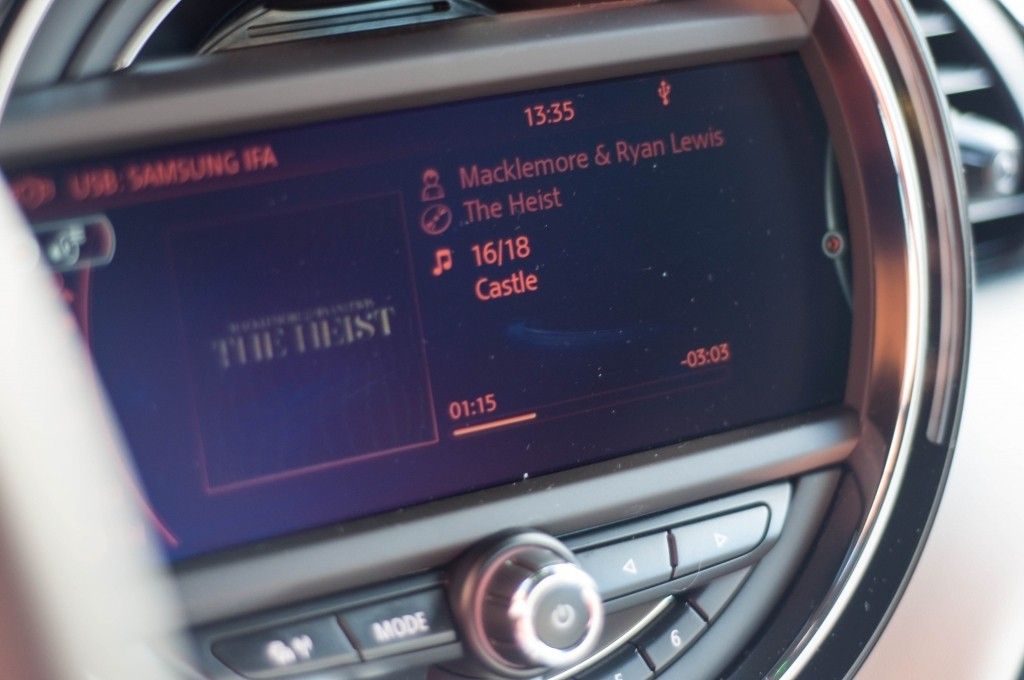 13:35
USB: SAMSUNG IFA
Macklemore & Ryan Lewis
The Heist
16/18
Castle
THE HEIST
-03:03
01:15
MODE
6